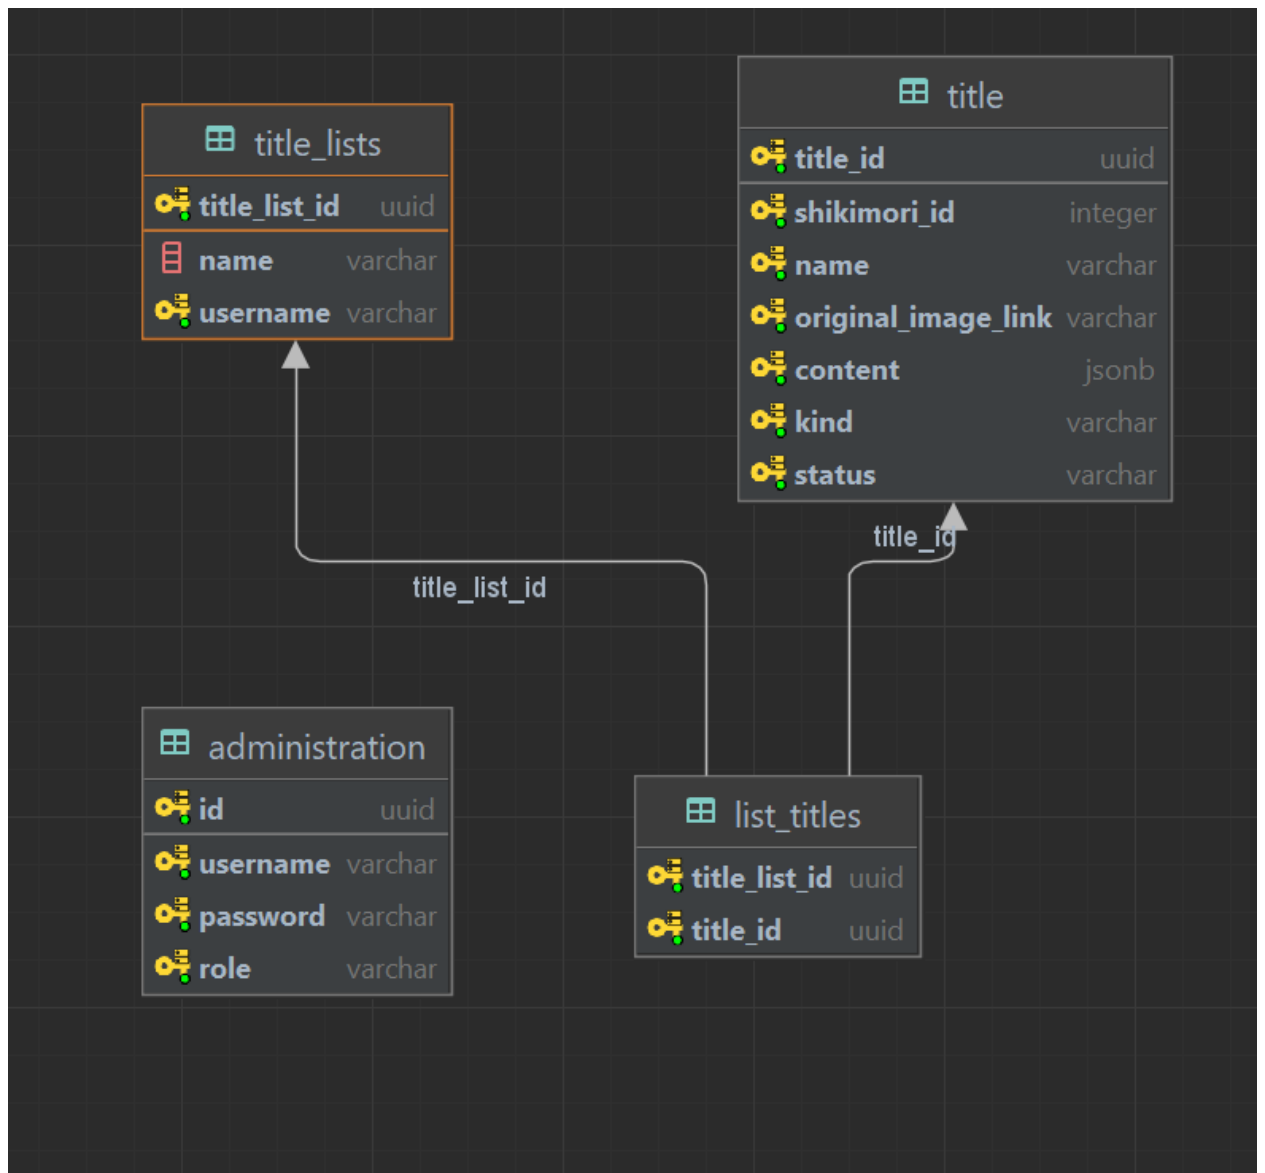 title_lists
title_list_id uuid
name varchar
username varchar
title
title_id uuid
shikimori_id integer
name varchar
original_image_link varchar
content jsonb
kind varchar
status varchar
title_id
title_list_id
administration
id uuid
username varchar
password varchar
role varchar
list_titles
title_list_id uuid
title_id uuid